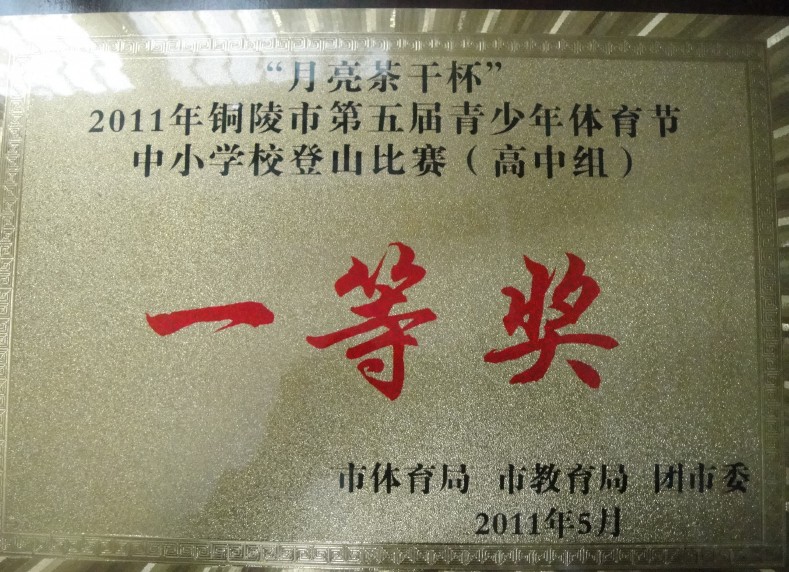 “月亮茶干杯”
2011年铜陵市第五届青少年体育节
中小学校登山比赛（高中组）
一等奖
市体育局 市教育局 团市委
2011年5月